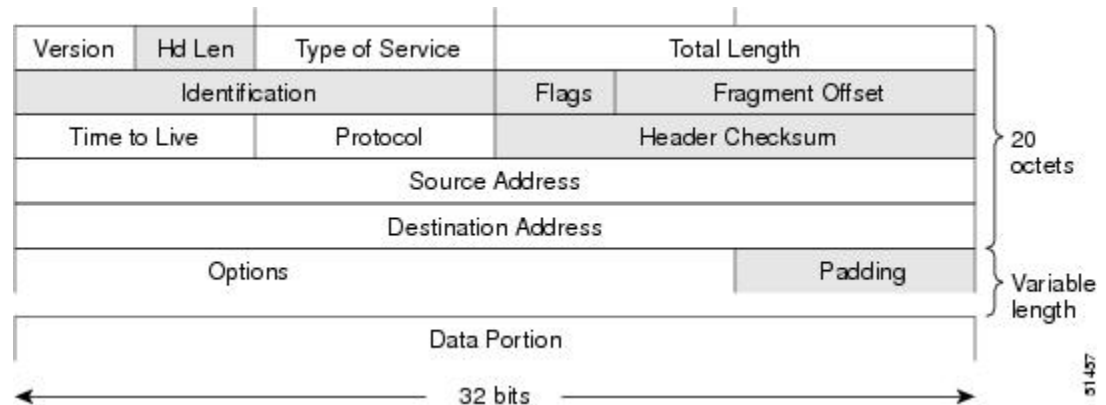 Version Hd Len Type of Service Total Length
Identification Flags Fragment Offset
Time to Live Protocol Header Checksum
20
octets
Source Address
Destination Address
Options Padding
Variable
length
Data Portion
32 bits
51457